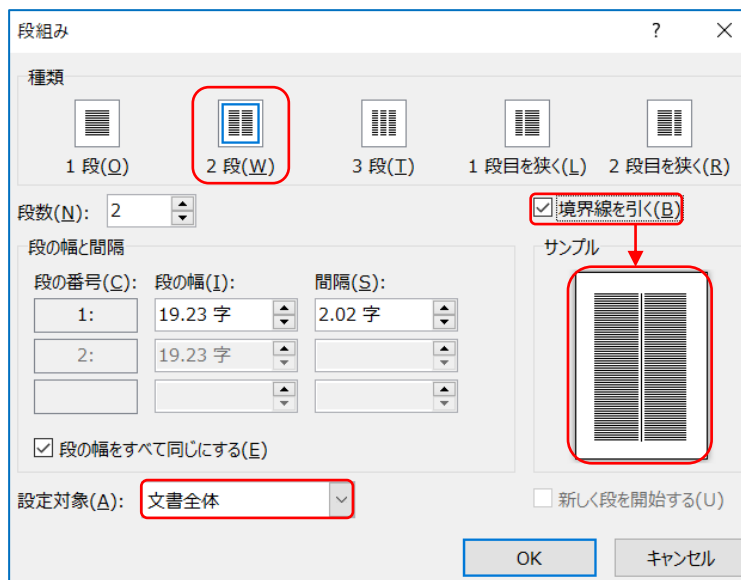 段組み ? ×
種類
1 段(O) 2 段(W) 3 段(T) 1 段目を狭く(L) 2 段目を狭く(R)
段数(N): 2 境界線を引く(B)
段の幅と間隔 サンプル
段の番号(C): 段の幅(I): 間隔(S):
1: 19.23 字 2.02 字
2: 19.23 字
段の幅をすべて同じにする(E)
設定対象(A): 文書全体 新しく段を開始する(U)
OK キャンセル